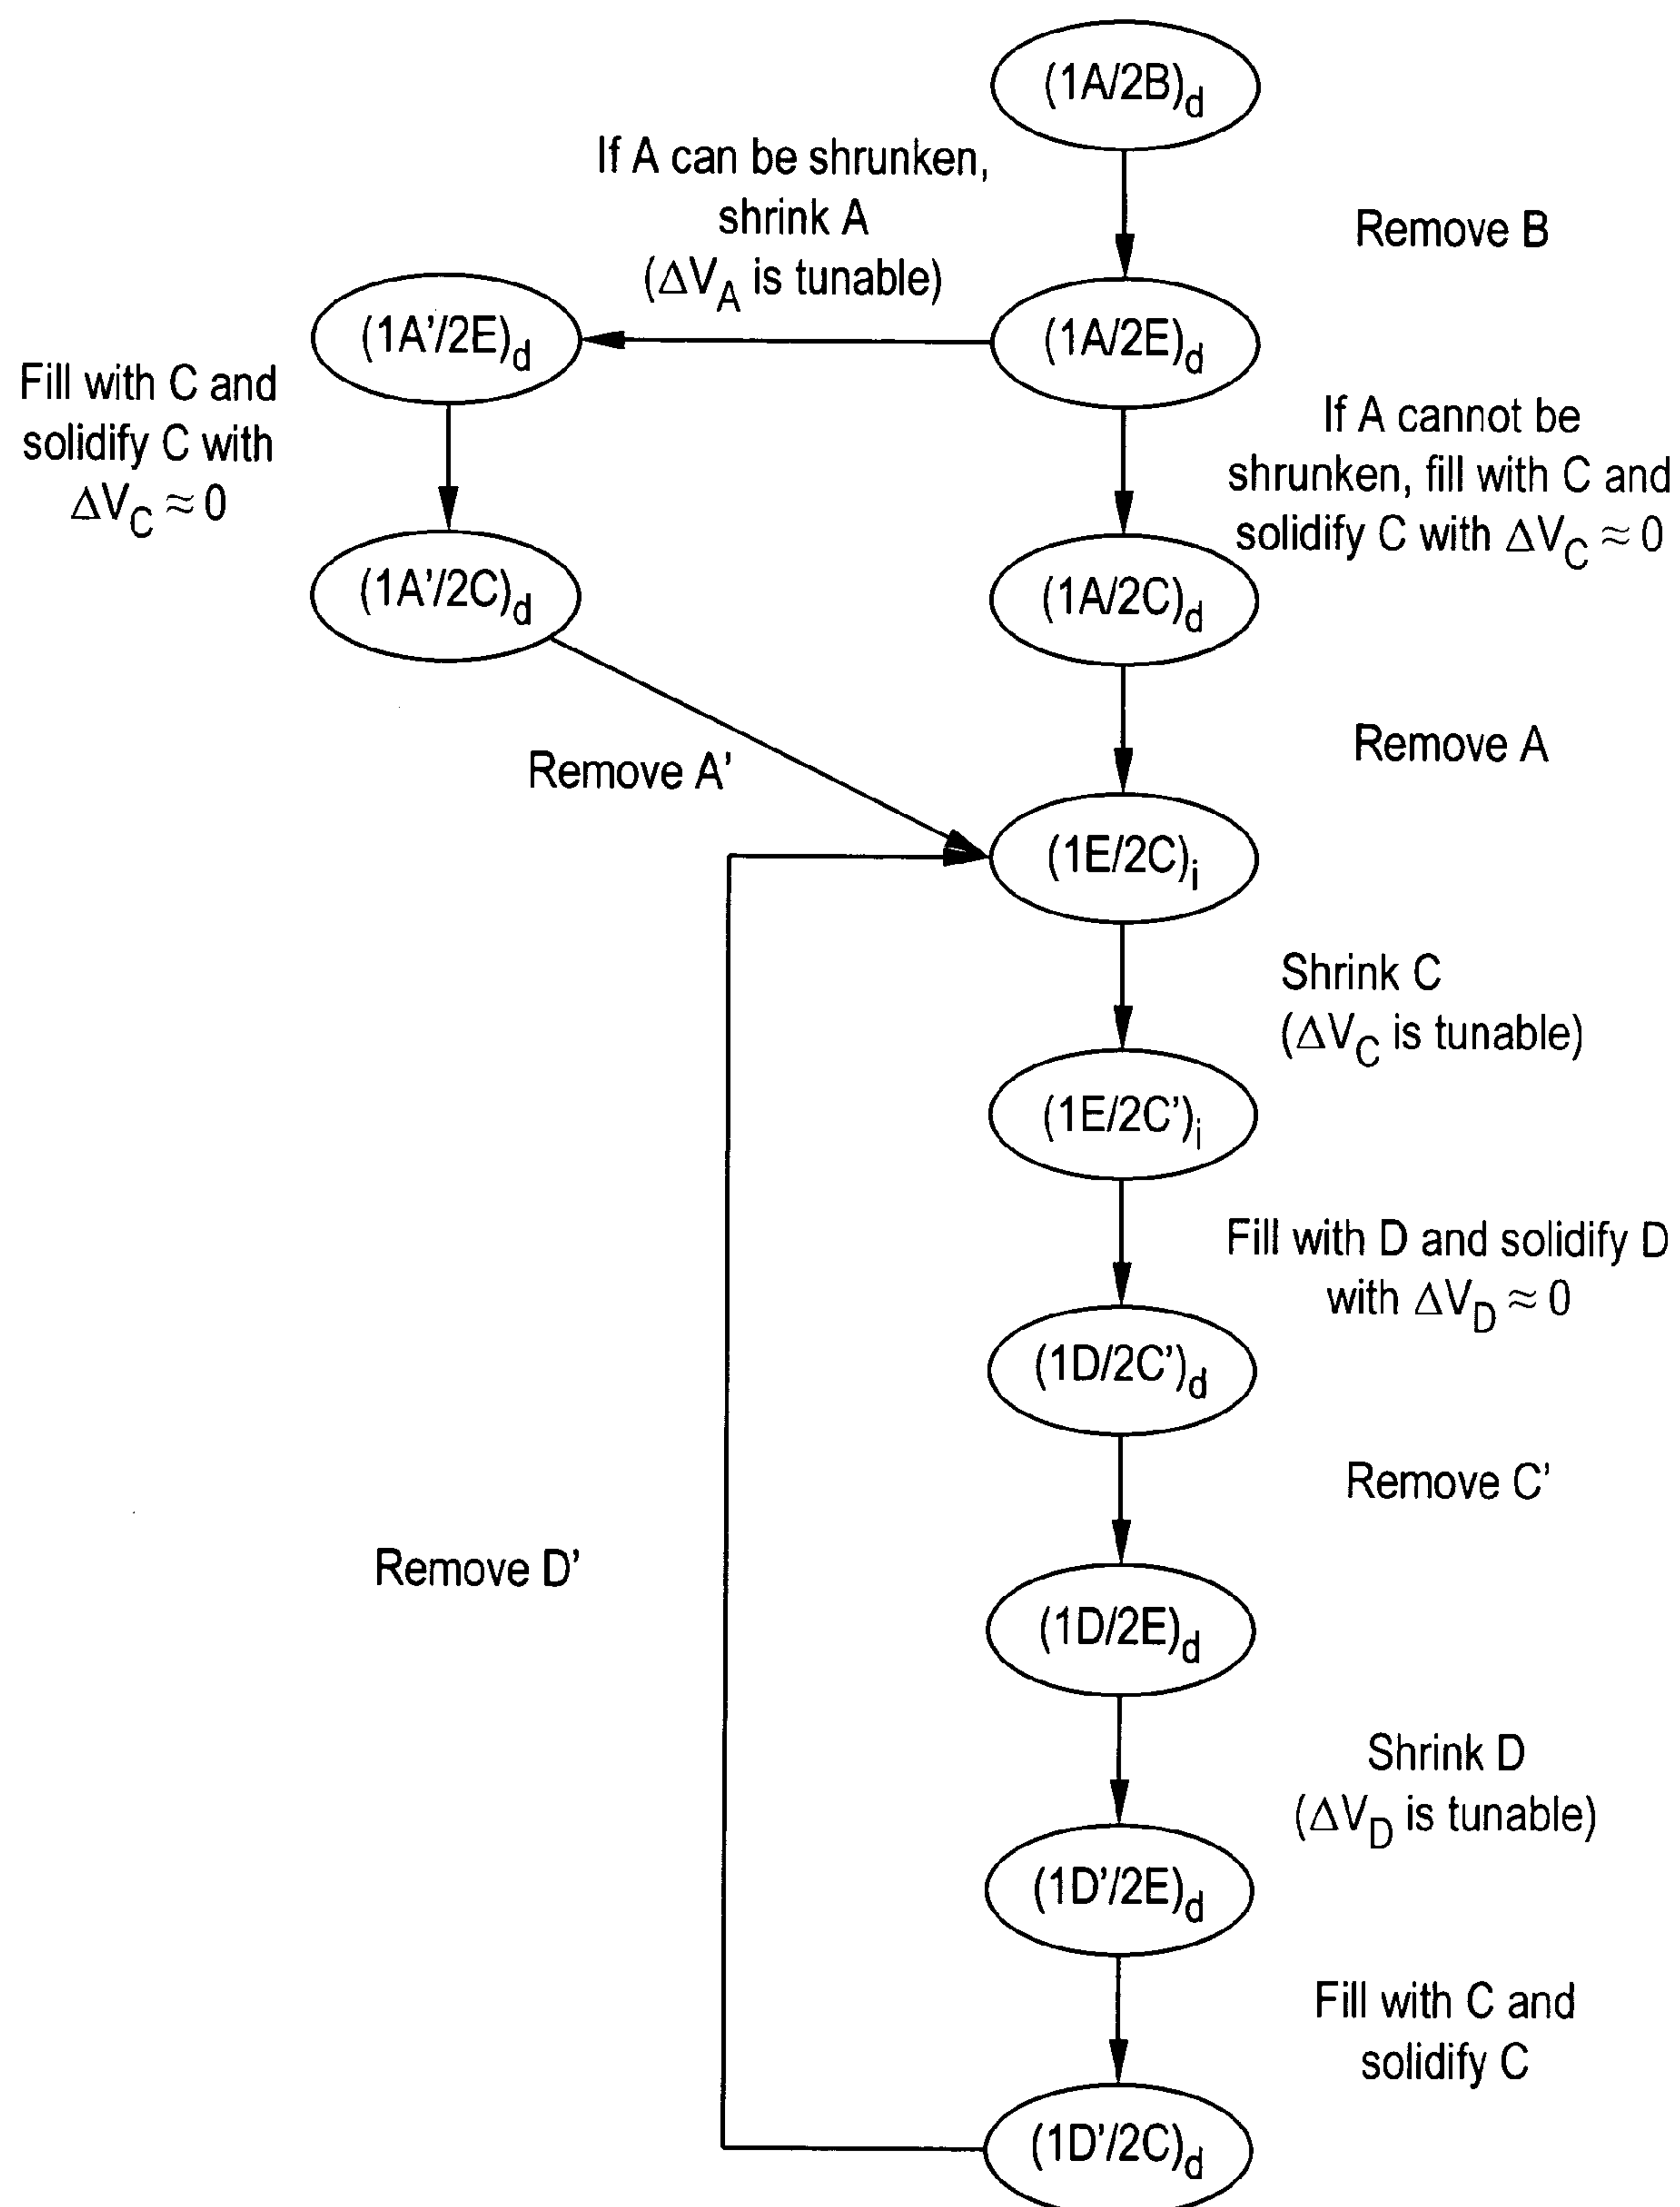 (1A/2B)d
If A can be shrunken,
shrink A
(ΔVA is tunable)
Remove B
(1A'/2E)d
(1A/2E)d
Fill with C and
solidify C with
ΔVC ≈ 0
If A cannot be
shrunken, fill with C and
solidify C with ΔVC ≈ 0
(1A'/2C)d
(1A/2C)d
Remove A'
Remove A
(1E/2C)i
Shrink C
(ΔVC is tunable)
(1E/2C')i
Fill with D and solidify D
with ΔVD ≈ 0
(1D/2C')d
Remove C'
Remove D'
(1D/2E)d
Shrink D
(ΔVD is tunable)
(1D'/2E)d
Fill with C and
solidify C
(1D'/2C)d